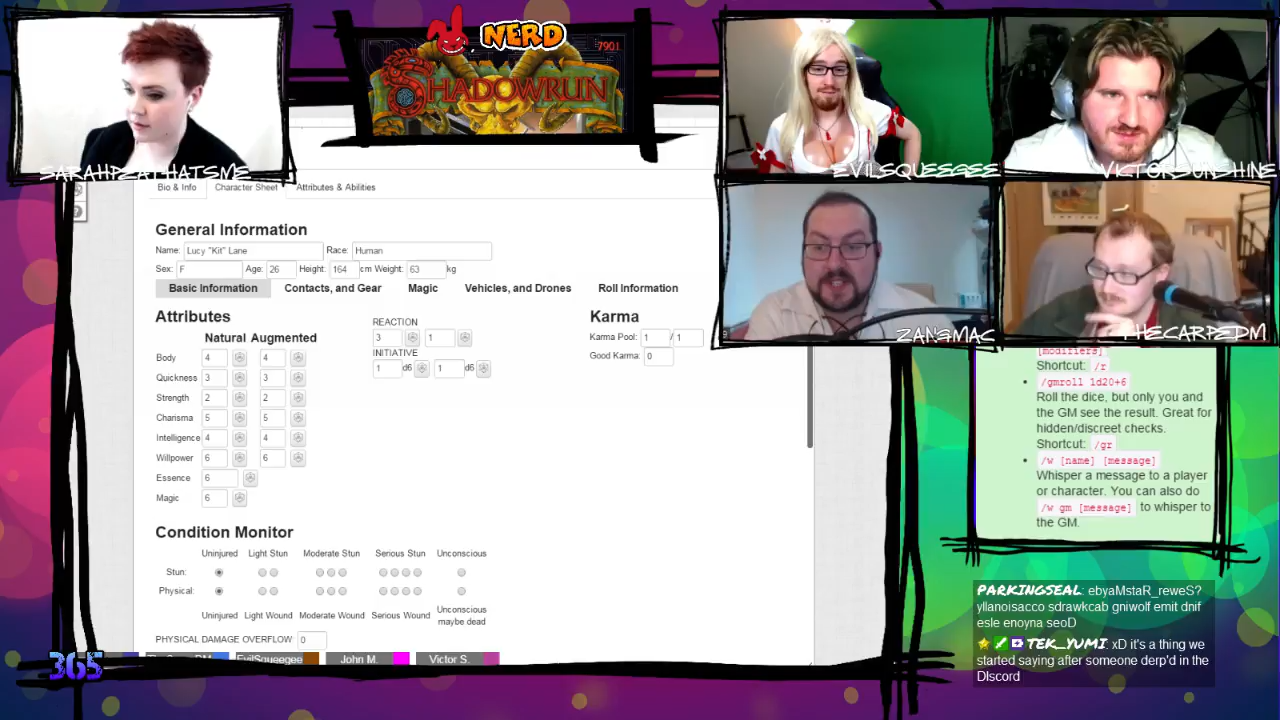 NERD
7901
SHADOWRUN
SARAHPEATHATSME
EVILSQUEEGEE
VICTORSUNSHINE
ZANGMAC
THECARPEDM
Bio & Info
Character Sheet
Attributes & Abilities
General Information
Name: Lucy "Kit" Lane Race: Human
Sex: F Age: 26 Height: 164 cm Weight: 63 kg
Basic Information Contacts, and Gear Magic Vehicles, and Drones Roll Information
Attributes
Natural Augmented
Body 4 4
Quickness 3 3
Strength 2 2
Charisma 5 5
Intelligence 4 4
Willpower 6 6
Essence 6
Magic 6
REACTION
3 1
INITIATIVE
1 d6 1 d6
Karma
Karma Pool: 1 / 1
Good Karma: 0
Condition Monitor
Uninjured Light Stun Moderate Stun Serious Stun Unconscious
Stun:
Physical:
Uninjured Light Wound Moderate Wound Serious Wound Unconscious
maybe dead
PHYSICAL DAMAGE OVERFLOW: 0
EvilSqueegee John M. Victor S.
365
[modifiers]
Shortcut: /r
/gmroll 1d20+6
Roll the dice, but only you and
the GM see the result. Great for
hidden/discreet checks.
Shortcut: /gr
/w [name] [message]
Whisper a message to a player
or character. You can also do
/w gm [message] to whisper to
the GM.
PARKINGSEAL: ebyaMstaR_reweS?
yllanoisacco sdrawkcab gniwolf emit dnif
esle enoyna seoD
TEK_YUMI: xD it's a thing we
started saying after someone derp'd in the
DIscord